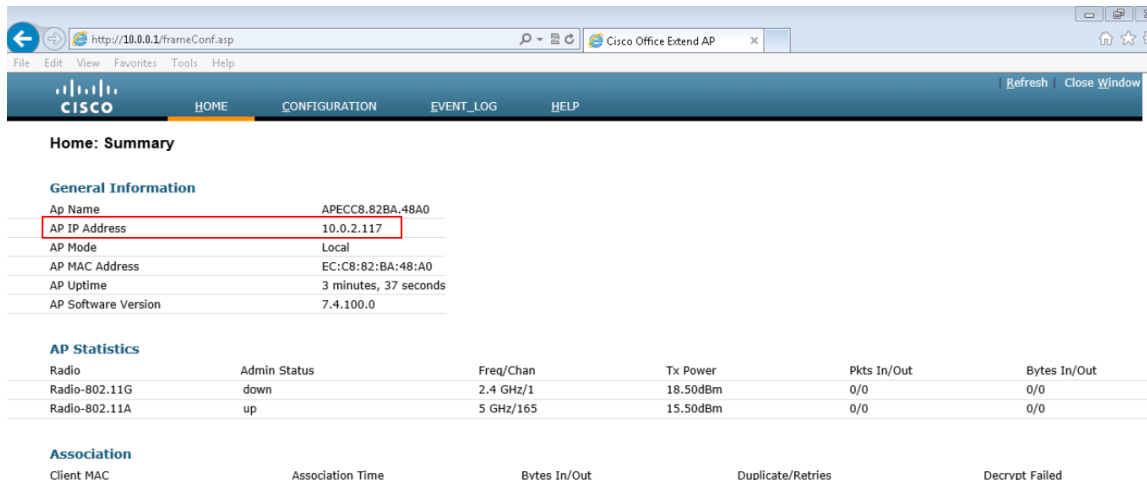 http://10.0.0.1/frameConf.asp Cisco Office Extend AP
File Edit View Favorites Tools Help
Refresh Close Window
CISCO HOME CONFIGURATION EVENT_LOG HELP
Home: Summary
General Information
Ap Name APECC8.82BA.48A0
AP IP Address 10.0.2.117
AP Mode Local
AP MAC Address EC:C8:82:BA:48:A0
AP Uptime 3 minutes, 37 seconds
AP Software Version 7.4.100.0
AP Statistics
Radio Admin Status Freq/Chan Tx Power Pkts In/Out Bytes In/Out
Radio-802.11G down 2.4 GHz/1 18.50dBm 0/0 0/0
Radio-802.11A up 5 GHz/165 15.50dBm 0/0 0/0
Association
Client MAC Association Time Bytes In/Out Duplicate/Retries Decrypt Failed